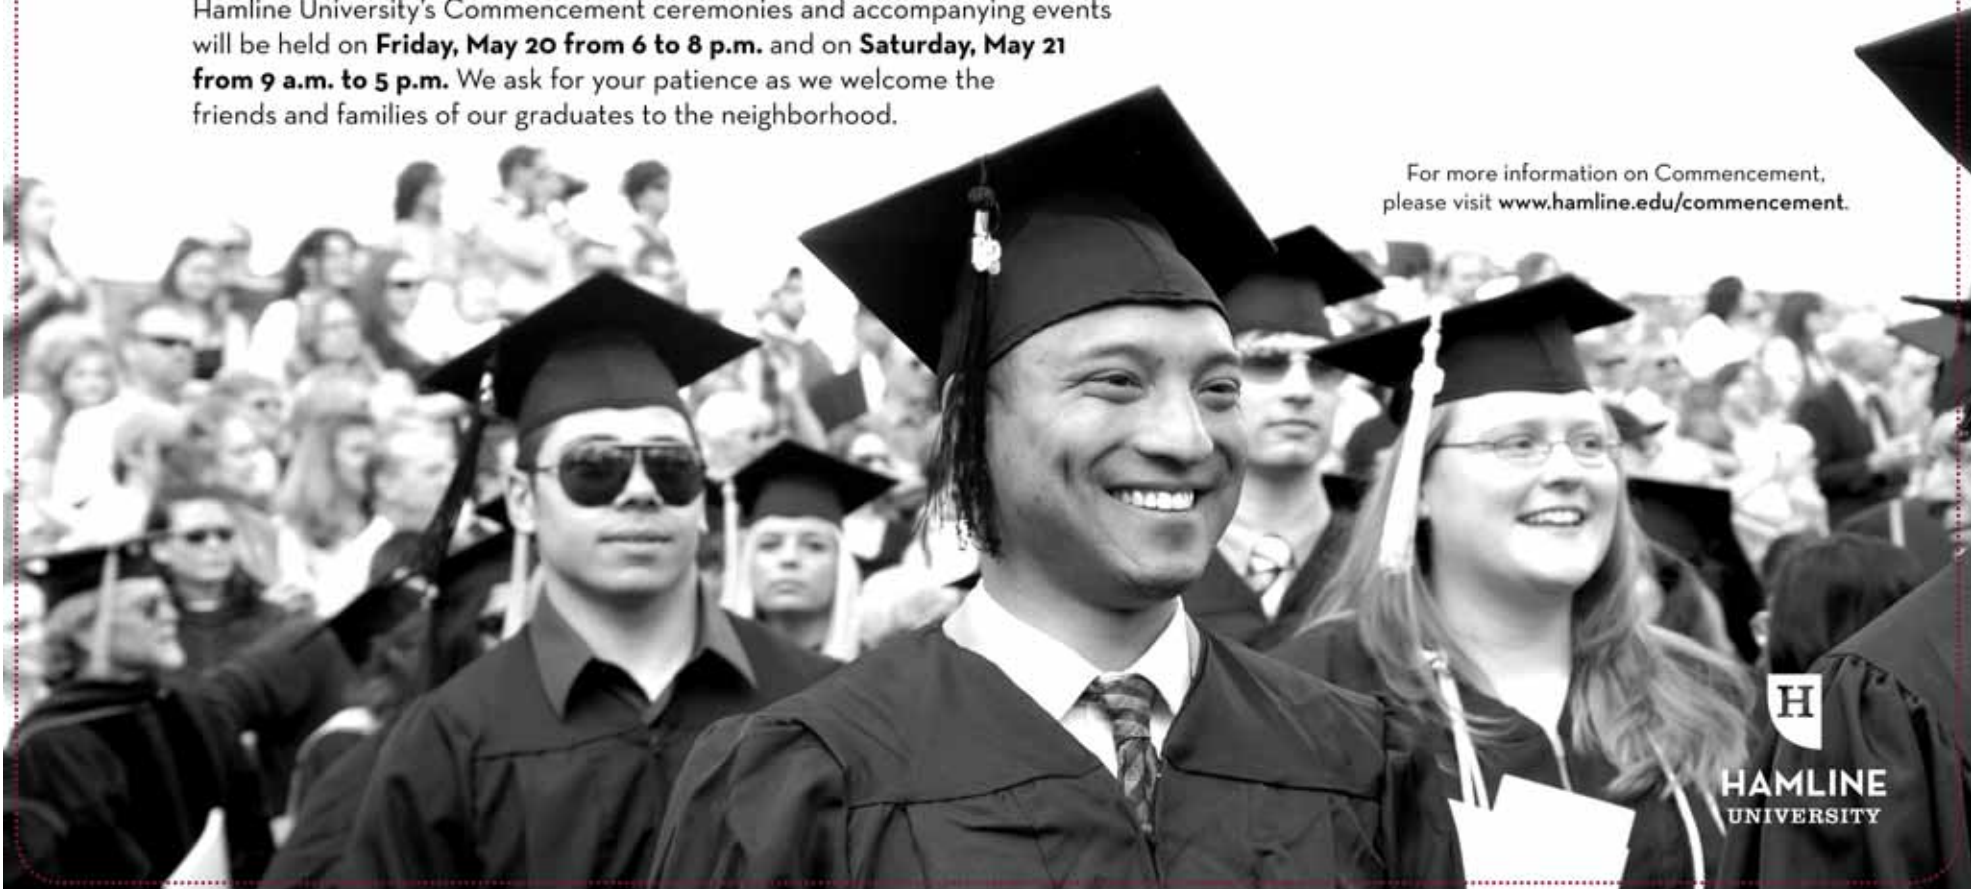 Hamline University's Commencement ceremonies and accompanying events
will be held on Friday, May 20 from 6 to 8 p.m. and on Saturday, May 21
from 9 a.m. to 5 p.m. We ask for your patience as we welcome the
friends and families of our graduates to the neighborhood.
For more information on Commencement,
please visit www.hamline.edu/commencement.
H
HAMLINE
UNIVERSITY